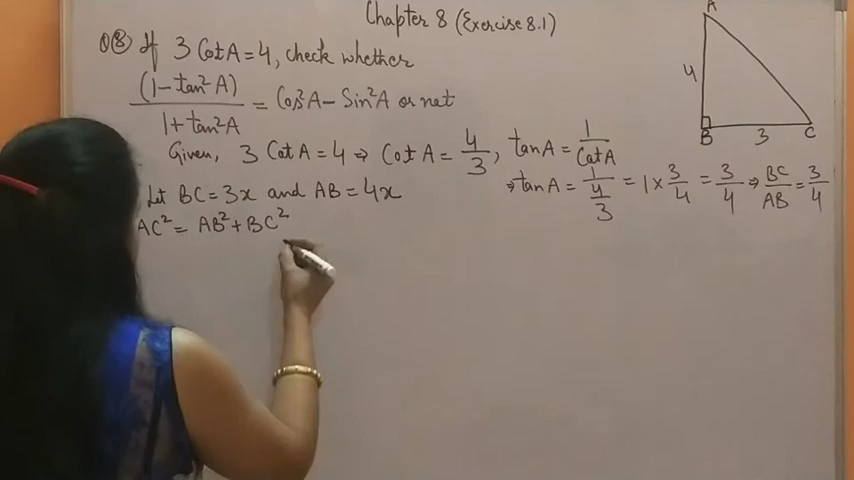 Chapter 8 (Exercise 8.1)
Q8 If 3 Cot A = 4, check whether
(1 - tan²A) / 1 + tan²A = Cos²A - Sin²A or not
Given, 3 Cot A = 4 ⇒ Cot A = 4/3, tan A = 1/Cot A
⇒ tan A = 1/(4/3) = 1 × 3/4 = 3/4 ⇒ BC/AB = 3/4
Let BC = 3x and AB = 4x
AC² = AB² + BC²
A
4
B 3 C